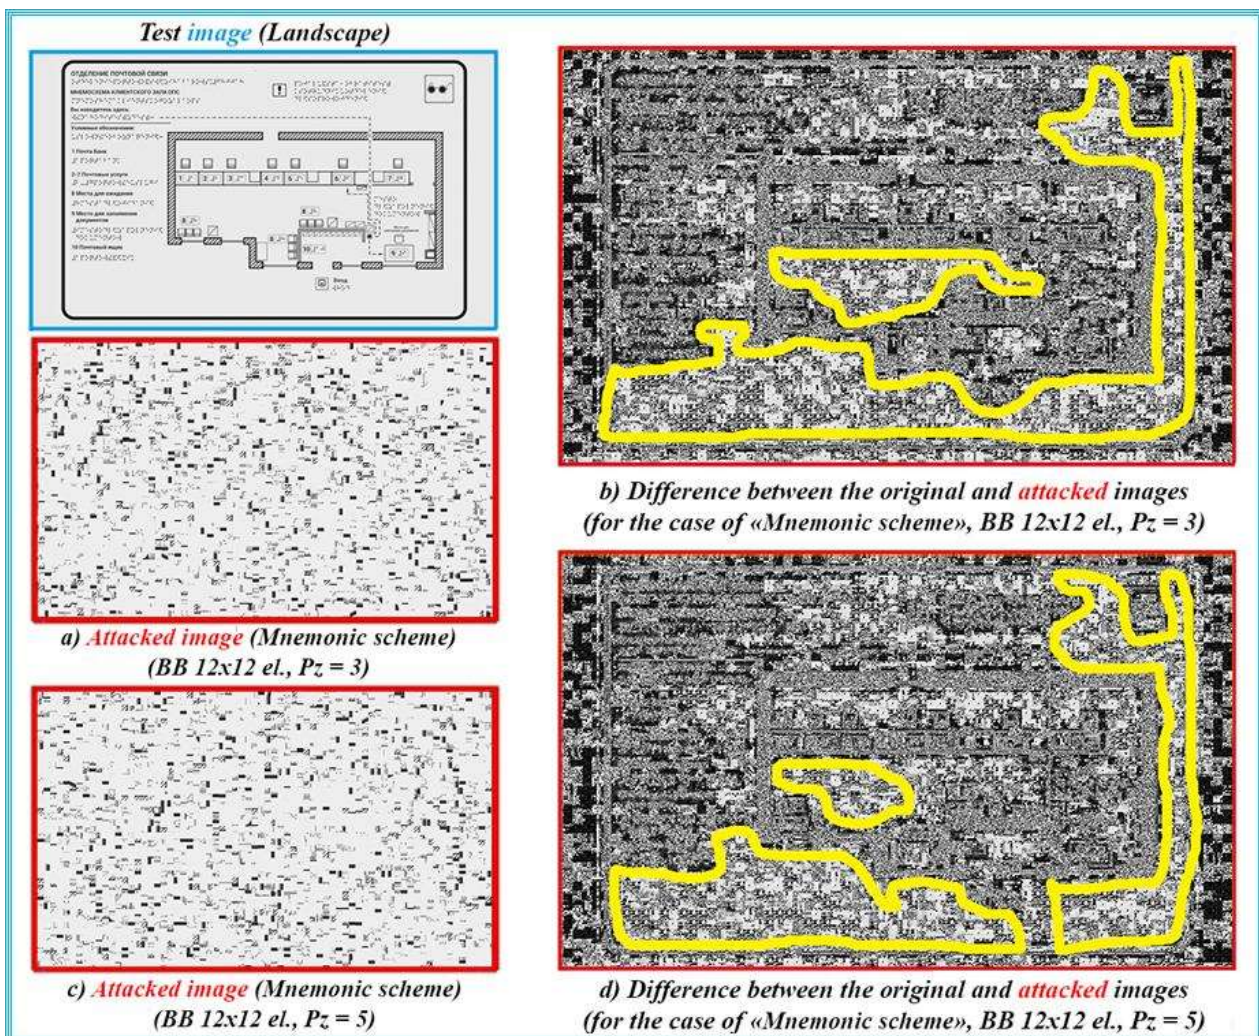 Test image (Landscape)
ОТДЕЛЕНИЕ ПОЧТОВОЙ СВЯЗИ
МНЕМОСХЕМА КЛИЕНТСКОГО ЗАЛА ОПС
Вы находитесь здесь
Условные обозначения:
1 Почта Банк
2-7 Почтовые услуги
8 Места для ожидания
9 Место для заполнения
документов
10 Почтовый ящик
Вход
a) Attacked image (Mnemonic scheme)
(BB 12x12 el., Pz = 3)
b) Difference between the original and attacked images
(for the case of «Mnemonic scheme», BB 12x12 el., Pz = 3)
c) Attacked image (Mnemonic scheme)
(BB 12x12 el., Pz = 5)
d) Difference between the original and attacked images
(for the case of «Mnemonic scheme», BB 12x12 el., Pz = 5)